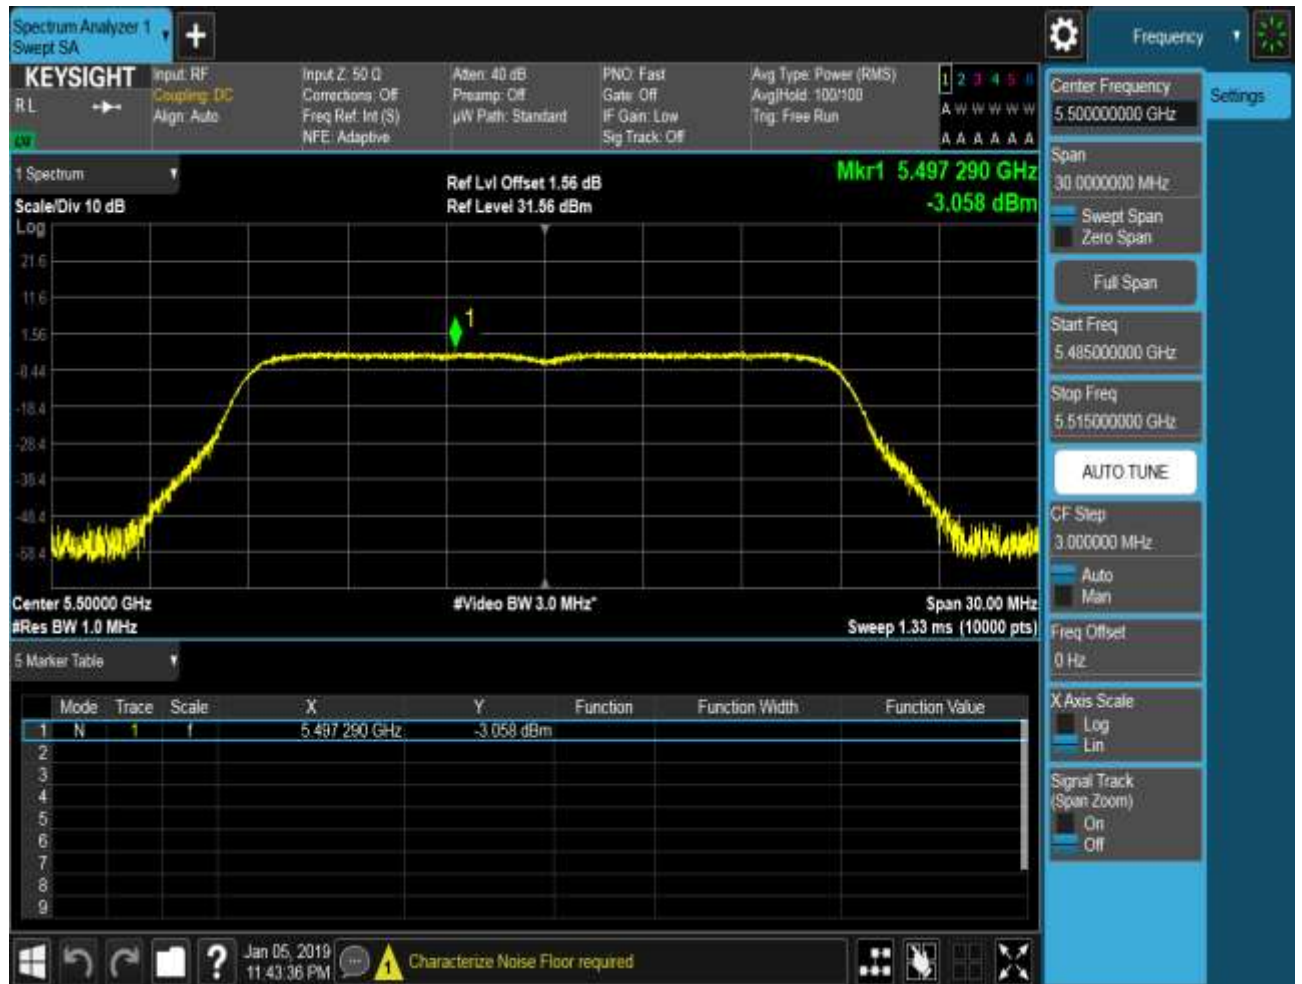 Spectrum Analyzer 1
Swept SA
Frequency
KEYSIGHT
R L
Input: RF
Coupling: DC
Align: Auto
Input Z: 50 Ω
Corrections: Off
Freq Ref: Int (S)
NFE: Adaptive
Atten: 40 dB
Preamp: Off
µW Path: Standard
PNO: Fast
Gate: Off
IF Gain: Low
Sig Track: Off
Avg Type: Power (RMS)
Avg|Hold: 100/100
Trig: Free Run
1 2 3 4 5 6
A W W W W W
A A A A A A
1 Spectrum
Scale/Div 10 dB
Ref Lvl Offset 1.56 dB
Ref Level 31.56 dBm
Mkr1 5.497 290 GHz
-3.058 dBm
Log
21.6
11.6
1.56
-8.44
-18.4
-28.4
-38.4
-48.4
-58.4
1
Center 5.50000 GHz
#Res BW 1.0 MHz
#Video BW 3.0 MHz*
Span 30.00 MHz
Sweep 1.33 ms (10000 pts)
5 Marker Table
Mode Trace Scale X Y Function Function Width Function Value
1 N 1 f 5.497 290 GHz -3.058 dBm
2
3
4
5
6
7
8
9
Jan 05, 2019
11:43:36 PM
?
1
Characterize Noise Floor required
Settings
Center Frequency
5.500000000 GHz
Span
30.0000000 MHz
Swept Span
Zero Span
Full Span
Start Freq
5.485000000 GHz
Stop Freq
5.515000000 GHz
AUTO TUNE
CF Step
3.000000 MHz
Auto
Man
Freq Offset
0 Hz
X Axis Scale
Log
Lin
Signal Track
(Span Zoom)
On
Off